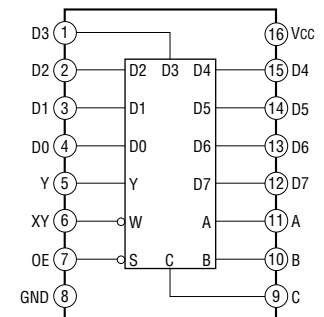 D3 1 16 VCC
D2 2 D2 D3 D4 15 D4
D1 3 D1 D5 14 D5
D0 4 D0 D6 13 D6
Y 5 Y D7 12 D7
XY 6 W A 11 A
OE 7 S C B 10 B
GND 8 9 C